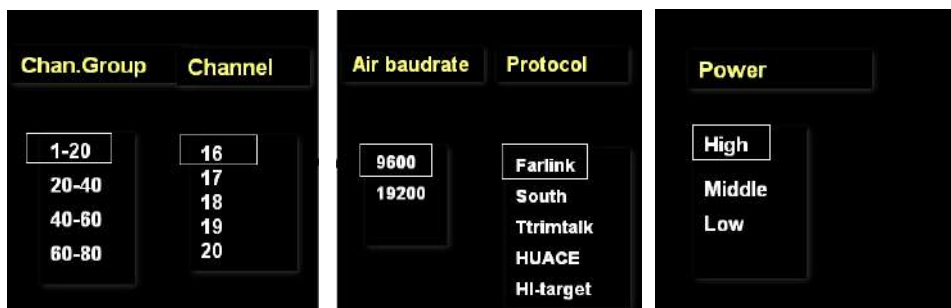 Chan.Group Channel
1-20 16
20-40 17
40-60 18
60-80 19
20
Air baudrate Protocol
9600 Farlink
19200 South
Ttrimtalk
HUACE
HI-target
Power
High
Middle
Low